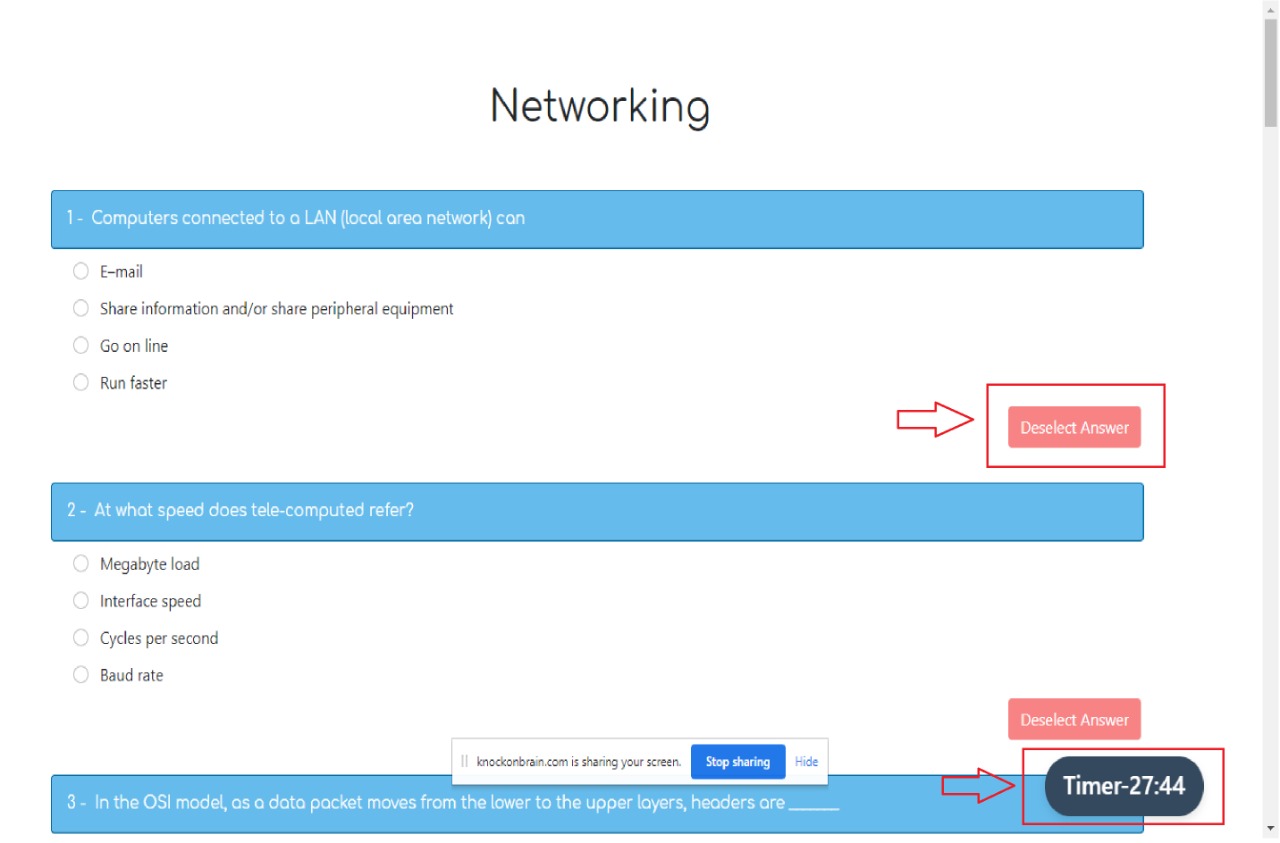 Networking
1 - Computers connected to a LAN (local area network) can
E–mail
Share information and/or share peripheral equipment
Go on line
Run faster
Deselect Answer
2 - At what speed does tele-computed refer?
Megabyte load
Interface speed
Cycles per second
Baud rate
Deselect Answer
knockonbrain.com is sharing your screen. Stop sharing Hide
Timer-27:44
3 - In the OSI model, as a data packet moves from the lower to the upper layers, headers are ______